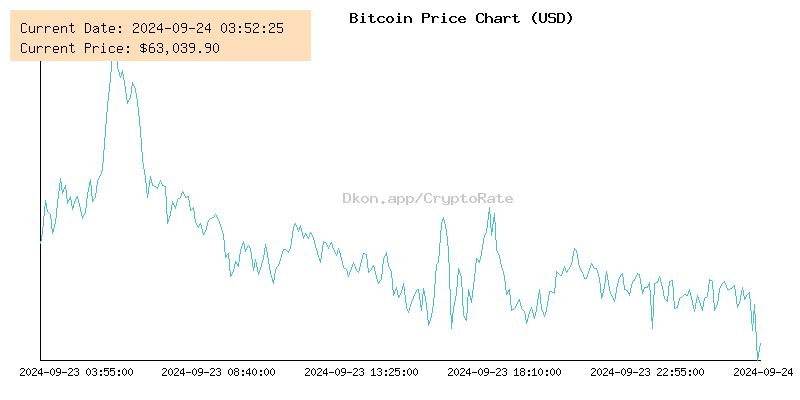 Bitcoin Price Chart (USD)
Current Date: 2024-09-24 03:52:25
Current Price: $63,039.90
Dkon.app/CryptoRate
2024-09-23 03:55:00 2024-09-23 08:40:00 2024-09-23 13:25:00 2024-09-23 18:10:00 2024-09-23 22:55:00 2024-09-24